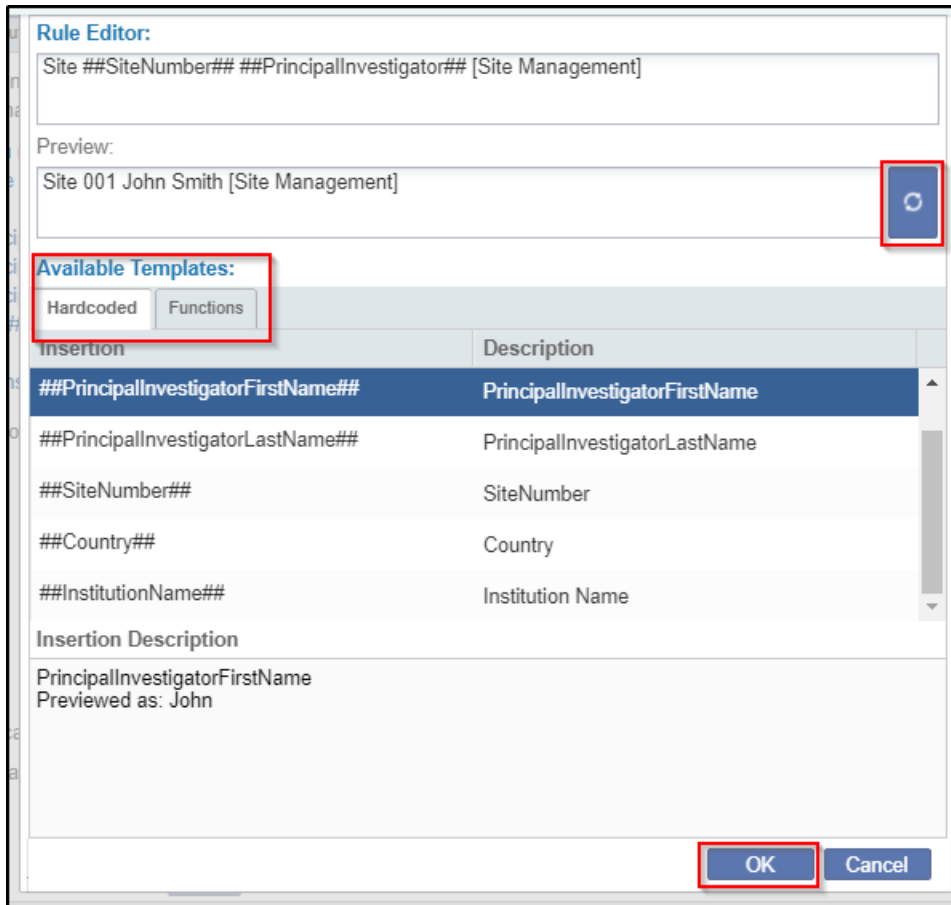 Rule Editor:
Site ##SiteNumber## ##PrincipalInvestigator## [Site Management]
Preview:
Site 001 John Smith [Site Management]
Available Templates:
Hardcoded Functions
Insertion Description
##PrincipalInvestigatorFirstName## PrincipalInvestigatorFirstName
##PrincipalInvestigatorLastName## PrincipalInvestigatorLastName
##SiteNumber## SiteNumber
##Country## Country
##InstitutionName## Institution Name
Insertion Description
PrincipalInvestigatorFirstName
Previewed as: John
OK Cancel